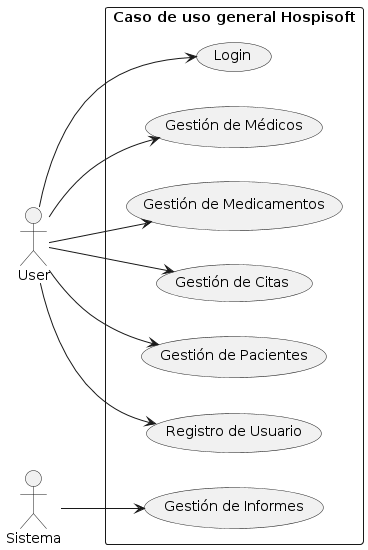 Caso de uso general Hospisoft
Login
Gestión de Médicos
Gestión de Medicamentos
User
Gestión de Citas
Gestión de Pacientes
Registro de Usuario
Gestión de Informes
Sistema